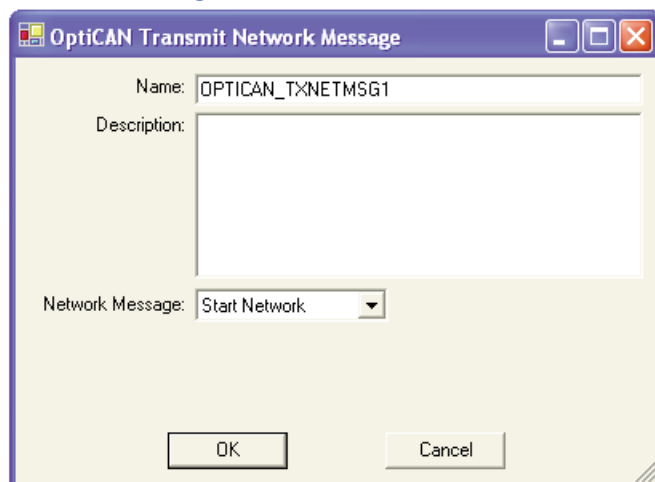 OptiCAN Transmit Network Message
Name: OPTICAN_TXNETMSG1
Description:
Network Message: Start Network
OK Cancel